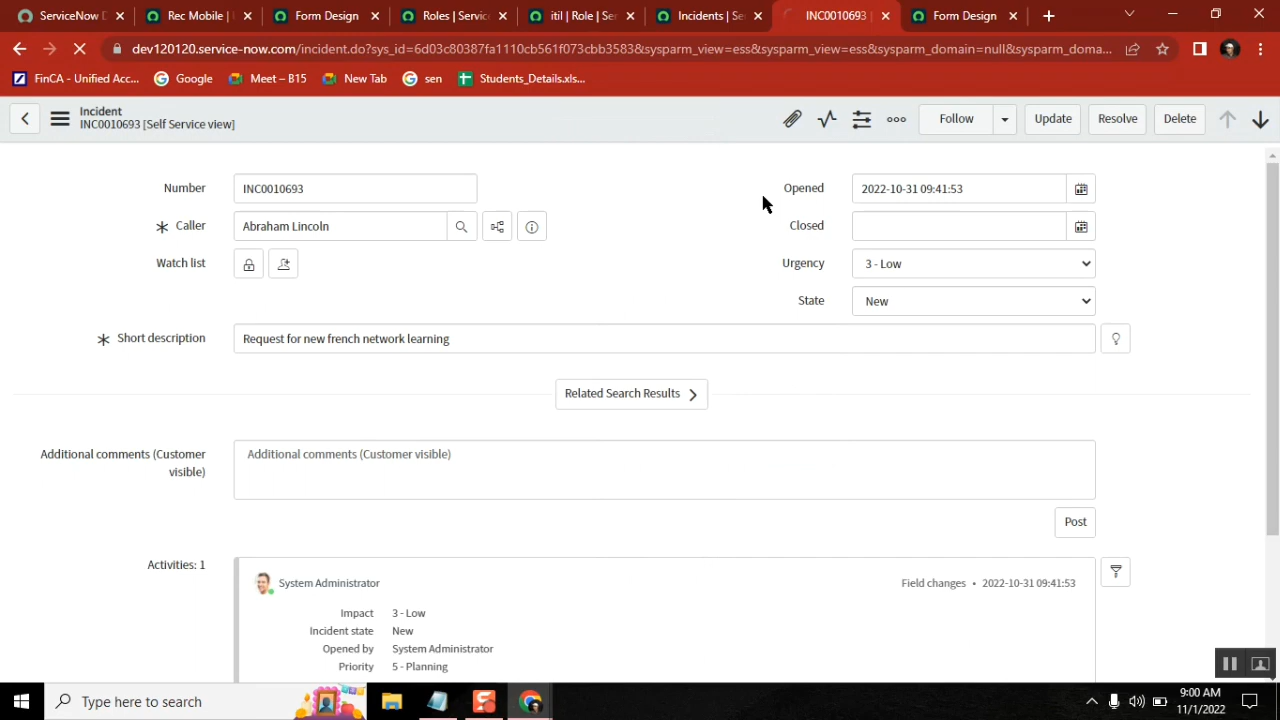 ServiceNow D
Rec Mobile |
Form Design
Roles | Service
itil | Role | Se
Incidents | Se
INC0010693 |
Form Design
dev120120.service-now.com/incident.do?sys_id=6d03c80387fa1110cb561f073cbb3583&sysparm_view=ess&sysparm_view=ess&sysparm_domain=null&sysparm_doma...
FinCA - Unified Acc...
Google
Meet – B15
New Tab
sen
Students_Details.xls...
Incident
INC0010693 [Self Service view]
Follow
Update
Resolve
Delete
Number
INC0010693
Opened
2022-10-31 09:41:53
Caller
Abraham Lincoln
Closed
Watch list
Urgency
3 - Low
State
New
Short description
Request for new french network learning
Related Search Results
Additional comments (Customer
visible)
Additional comments (Customer visible)
Post
Activities: 1
System Administrator
Field changes • 2022-10-31 09:41:53
Impact 3 - Low
Incident state New
Opened by System Administrator
Priority 5 - Planning
Type here to search
9:00 AM
11/1/2022